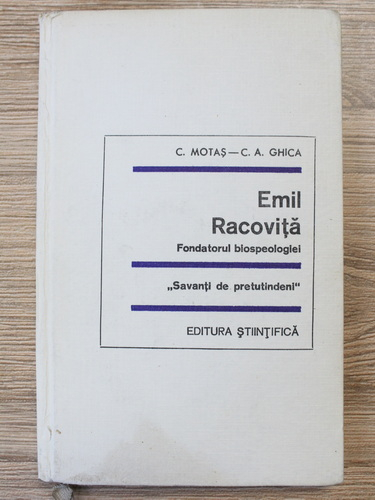 C. MOTAȘ — C. A. GHICA
Emil
Racoviță
Fondatorul biospeologiei
„Savanți de pretutindeni"
EDITURA ȘTIINȚIFICĂ